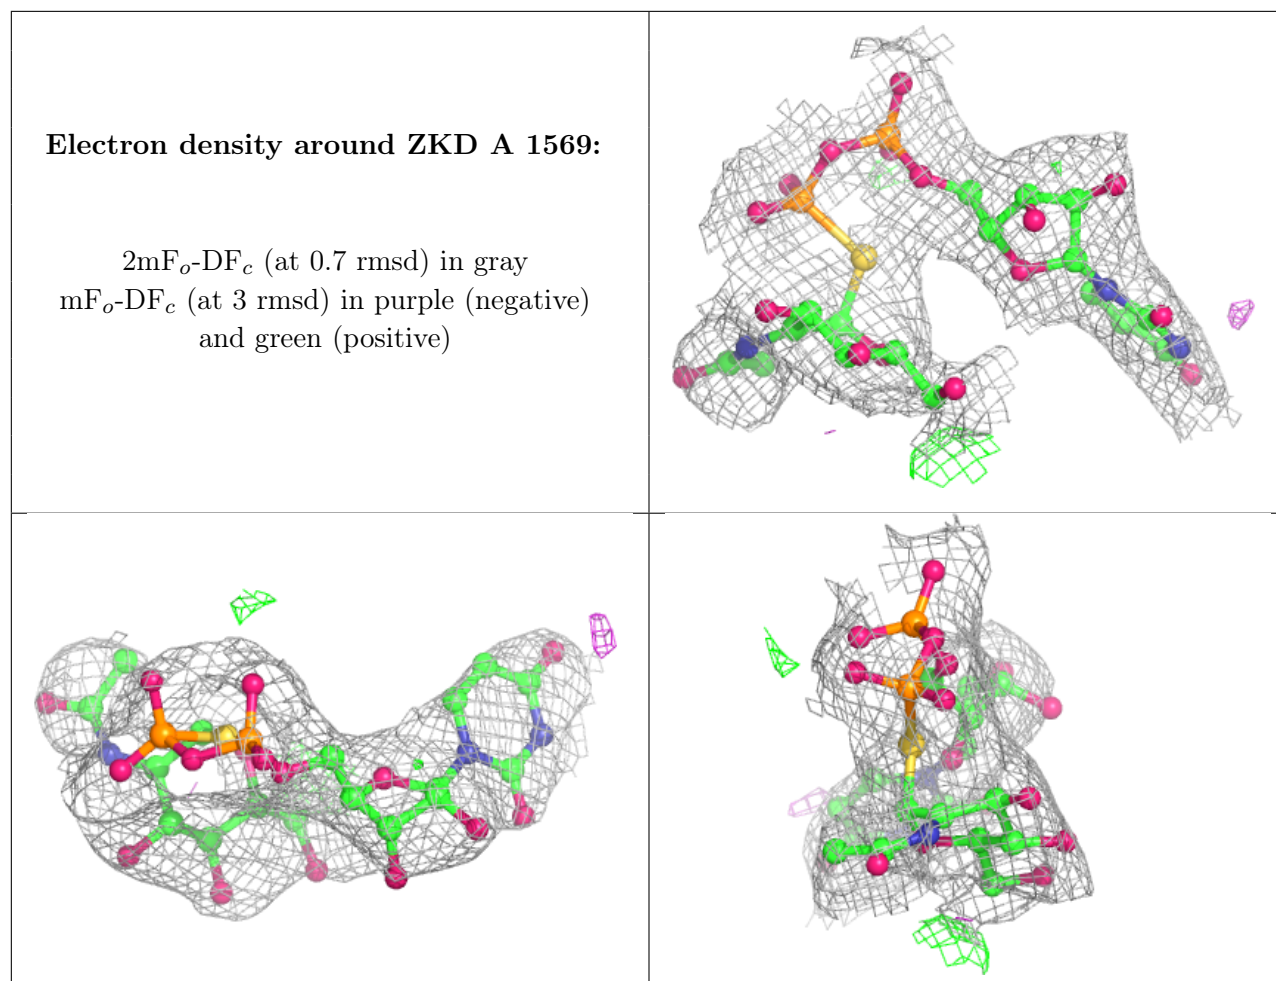 Electron density around ZKD A 1569:
2mFo-DFc (at 0.7 rmsd) in gray
mFo-DFc (at 3 rmsd) in purple (negative)
and green (positive)